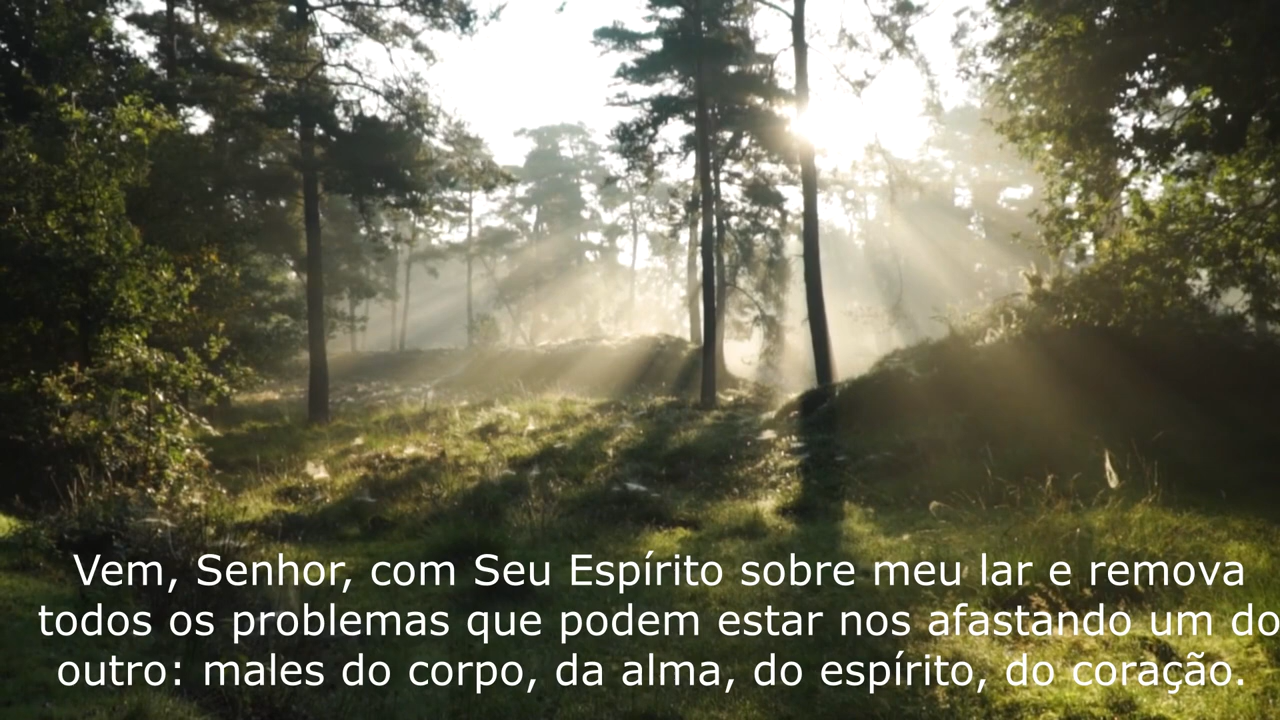 Vem, Senhor, com Seu Espírito sobre meu lar e remova
todos os problemas que podem estar nos afastando um do
outro: males do corpo, da alma, do espírito, do coração.